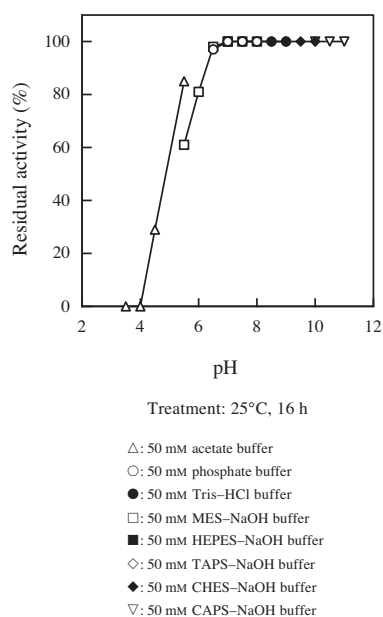 100
80
60
40
20
0
Residual activity (%)
2 4 6 8 10 12
pH
Treatment: 25°C, 16 h
△: 50 mM acetate buffer
○: 50 mM phosphate buffer
●: 50 mM Tris–HCl buffer
□: 50 mM MES–NaOH buffer
■: 50 mM HEPES–NaOH buffer
◇: 50 mM TAPS–NaOH buffer
◆: 50 mM CHES–NaOH buffer
▽: 50 mM CAPS–NaOH buffer